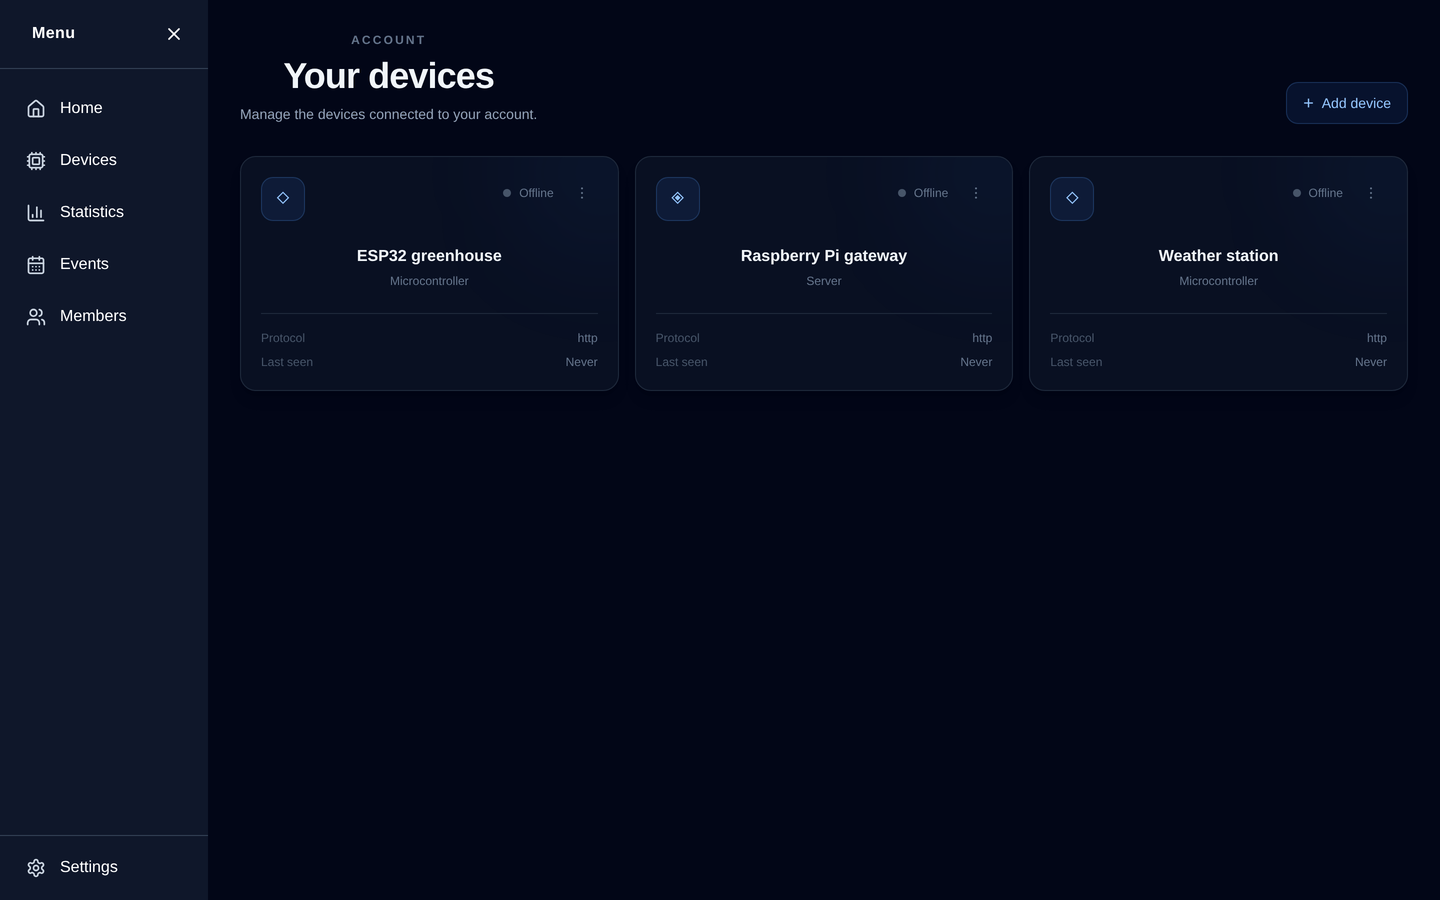 Menu
Home
Devices
Statistics
Events
Members
Settings
ACCOUNT
Your devices
Manage the devices connected to your account.
+ Add device
Offline
ESP32 greenhouse
Microcontroller
Protocol http
Last seen Never
Offline
Raspberry Pi gateway
Server
Protocol http
Last seen Never
Offline
Weather station
Microcontroller
Protocol http
Last seen Never